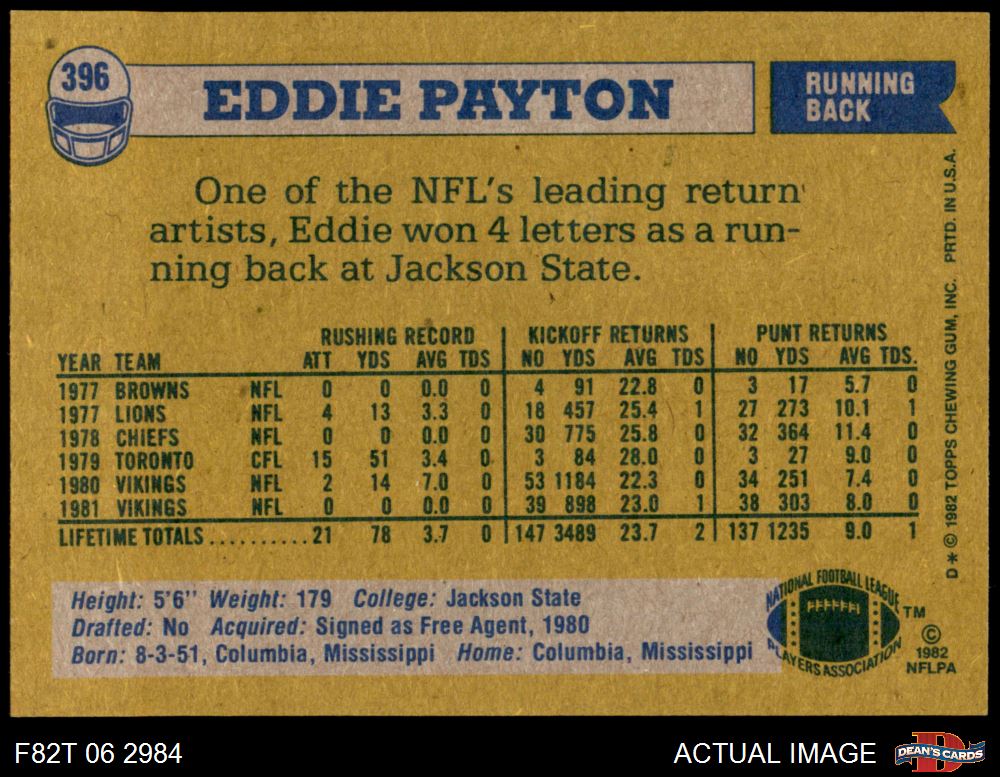 396
EDDIE PAYTON
RUNNING
BACK
One of the NFL's leading return
artists, Eddie won 4 letters as a run-
ning back at Jackson State.
RUSHING RECORD KICKOFF RETURNS PUNT RETURNS
YEAR TEAM ATT YDS AVG TDS NO YDS AVG TDS NO YDS AVG TDS.
1977 BROWNS NFL 0 0 0.0 0 4 91 22.8 0 3 17 5.7 0
1977 LIONS NFL 4 13 3.3 0 18 457 25.4 1 27 273 10.1 1
1978 CHIEFS NFL 0 0 0.0 0 30 775 25.8 0 32 364 11.4 0
1979 TORONTO CFL 15 51 3.4 0 3 84 28.0 0 3 27 9.0 0
1980 VIKINGS NFL 2 14 7.0 0 53 1184 22.3 0 34 251 7.4 0
1981 VIKINGS NFL 0 0 0.0 0 39 898 23.0 1 38 303 8.0 0
LIFETIME TOTALS..........21 78 3.7 0 147 3489 23.7 2 137 1235 9.0 1
Height: 5'6" Weight: 179 College: Jackson State
Drafted: No Acquired: Signed as Free Agent, 1980
Born: 8-3-51, Columbia, Mississippi Home: Columbia, Mississippi
NATIONAL FOOTBALL LEAGUE
PLAYERS ASSOCIATION
TM
©
1982
NFLPA
D*© 1982 TOPPS CHEWING GUM, INC. PRTD. IN U.S.A.
F82T 06 2984
ACTUAL IMAGE
D
DEAN'S CARDS